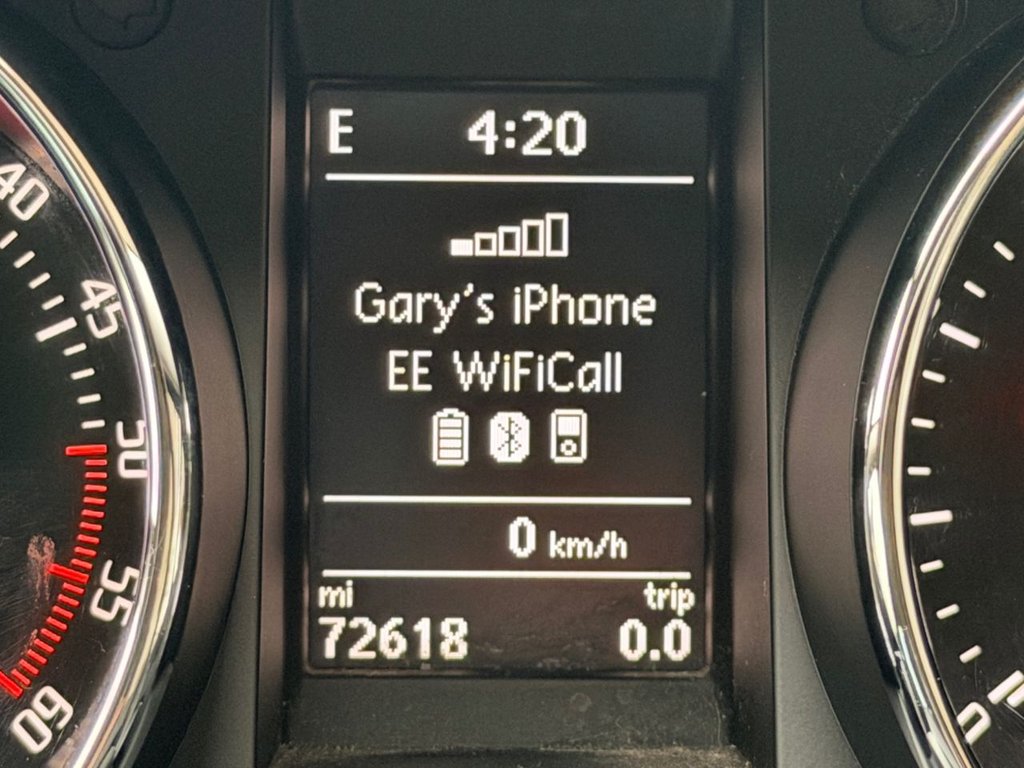 E 4:20
Gary's iPhone
EE WiFiCall
0 km/h
mi trip
72618 0.0
40
45
50
55
60